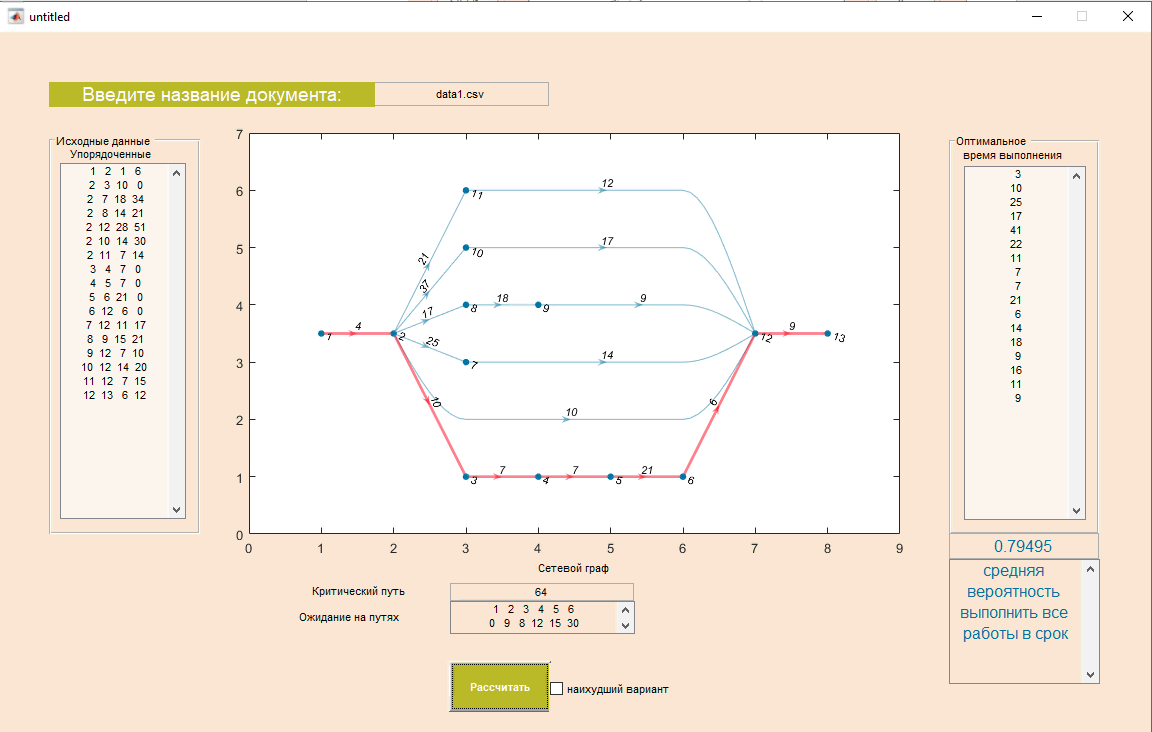 untitled
Введите название документа:
data1.csv
Исходные данные
Упорядоченные
1 2 1 6
2 3 10 0
2 7 18 34
2 8 14 21
2 12 28 51
2 10 14 30
2 11 7 14
3 4 7 0
4 5 7 0
5 6 21 0
6 12 6 0
7 12 11 17
8 9 15 21
9 12 7 10
10 12 14 20
11 12 7 15
12 13 6 12
7
6
5
4
3
2
1
0
0 1 2 3 4 5 6 7 8 9
12
11
21
17
10
37
18
9
8
9
17
4
9
1
2
12
13
25
14
7
10
10
6
7
7
21
3
4
5
6
Сетевой граф
Критический путь
64
Ожидание на путях
1 2 3 4 5 6
0 9 8 12 15 30
Рассчитать
наихудший вариант
Оптимальное
время выполнения
3
10
25
17
41
22
11
7
7
21
6
14
18
9
16
11
9
0.79495
средняя
вероятность
выполнить все
работы в срок